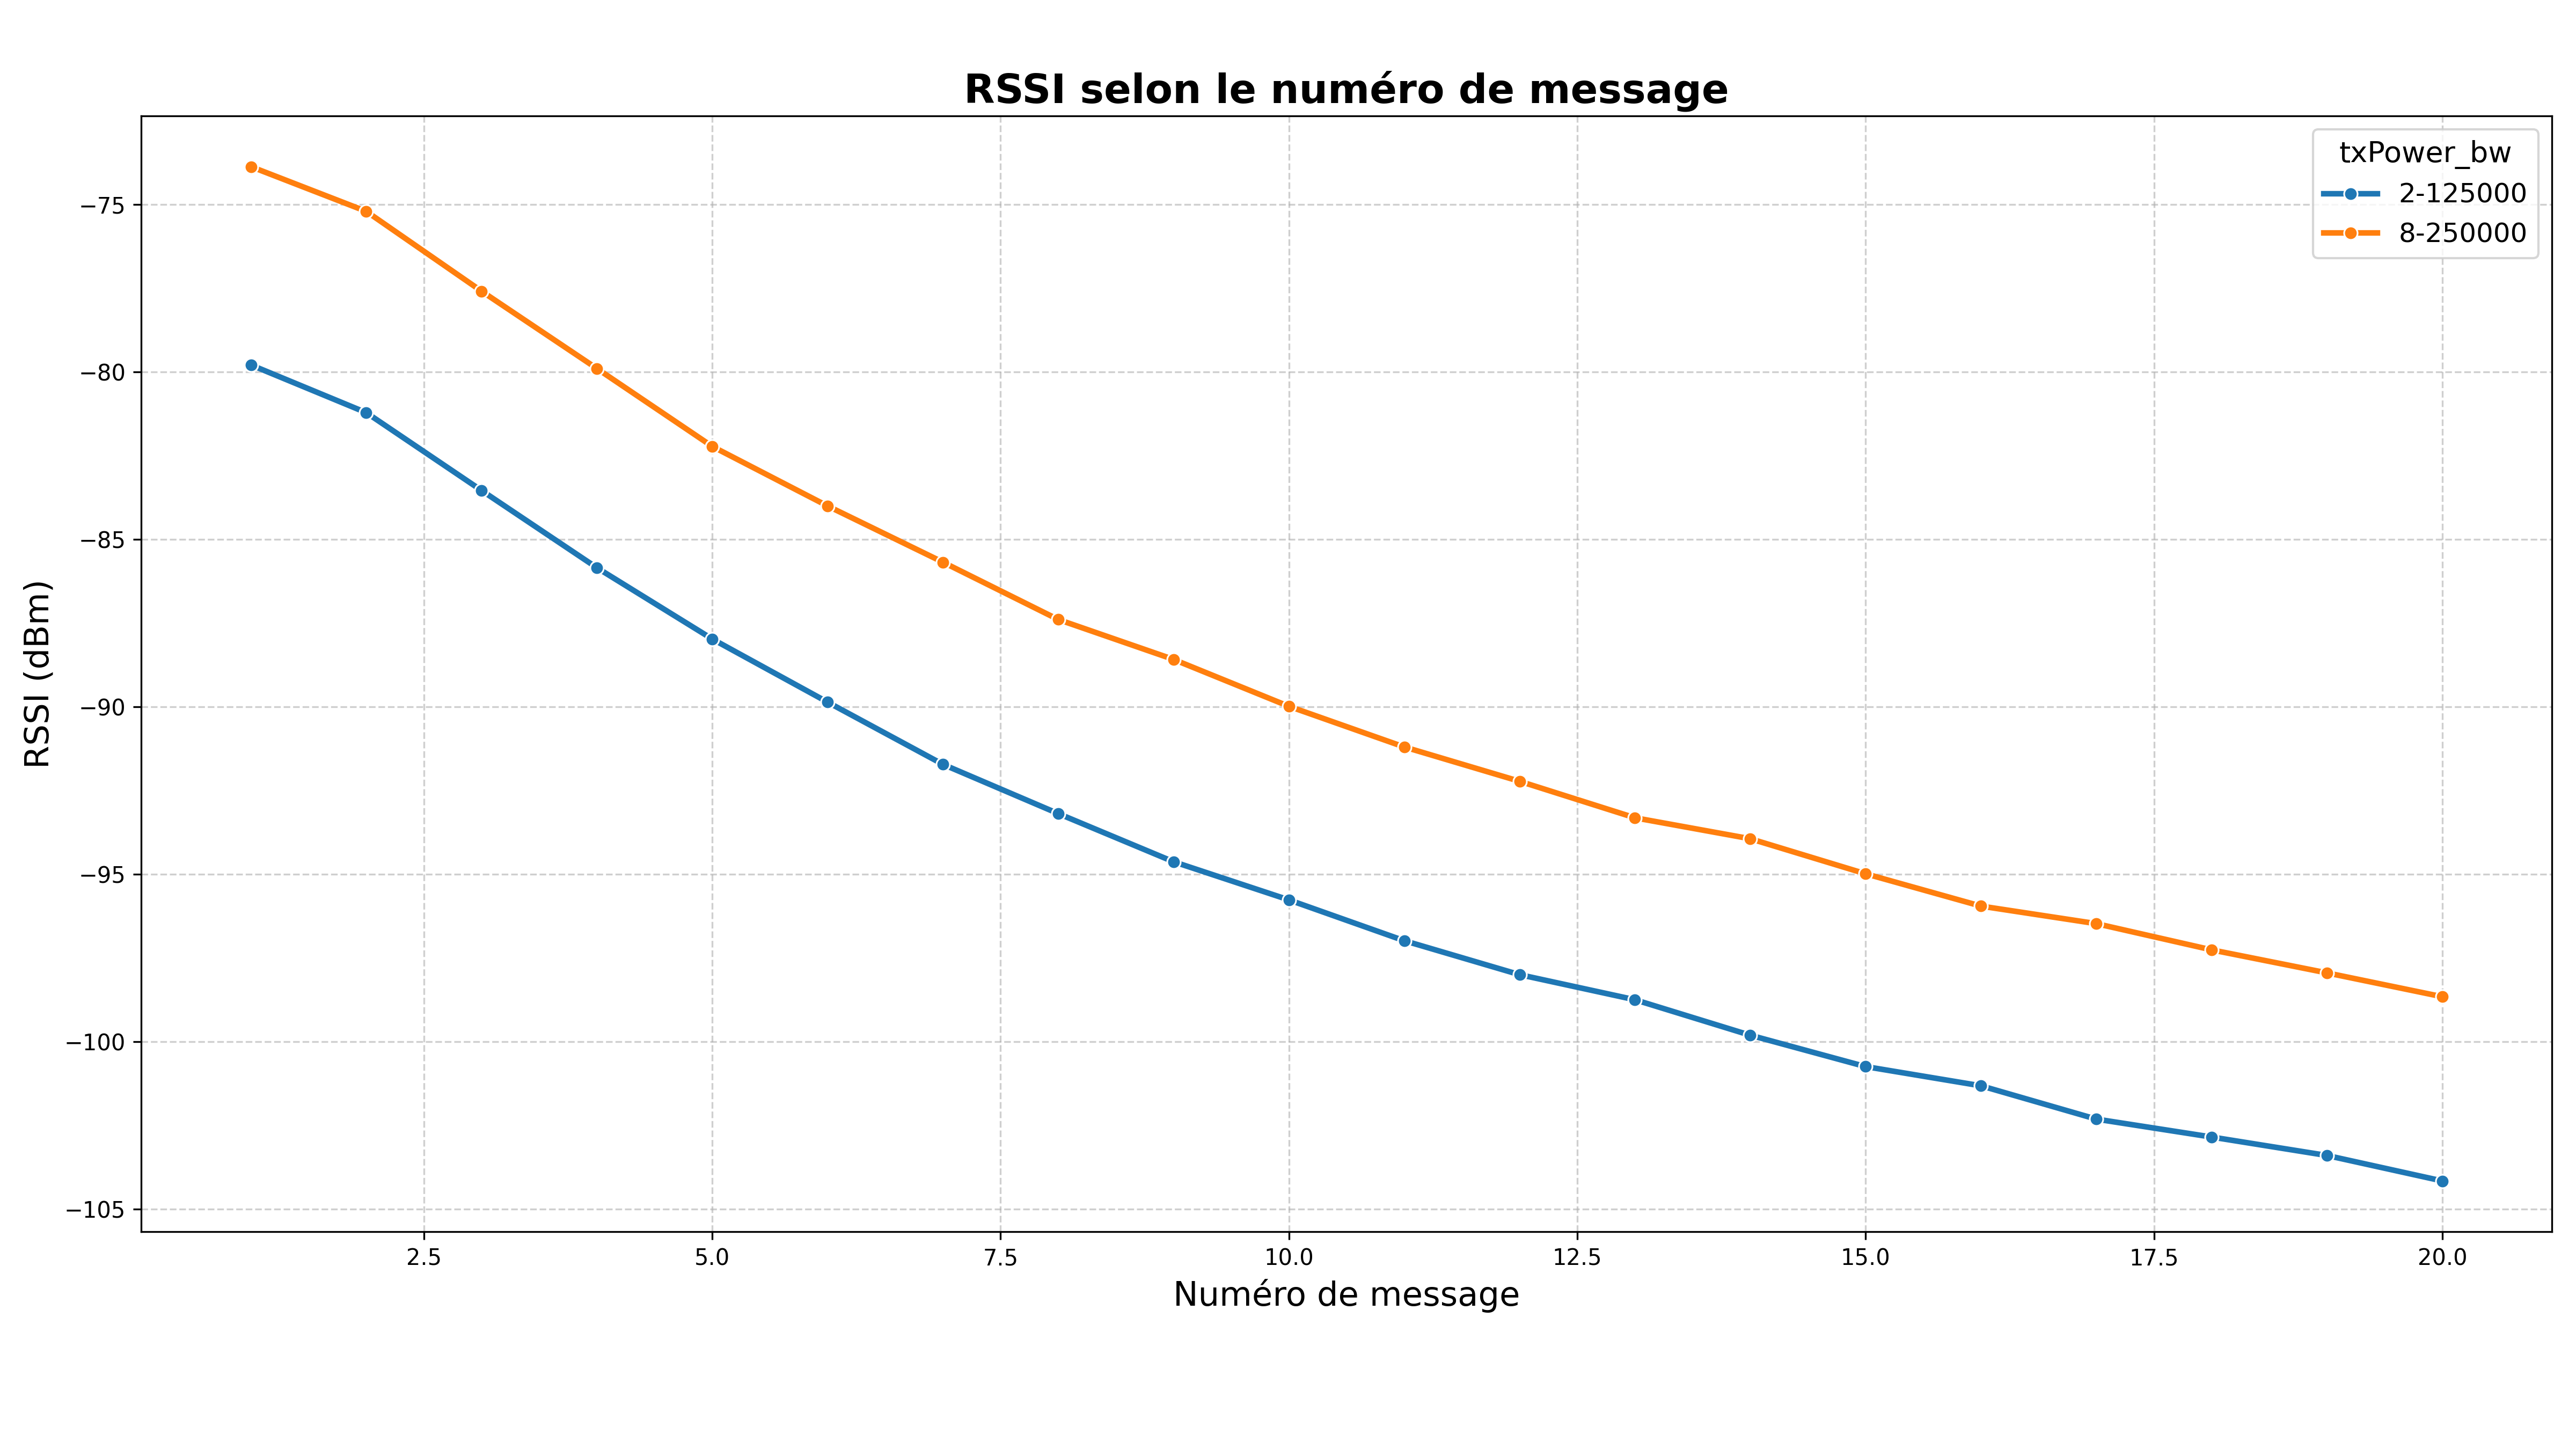 RSSI selon le numéro de message
txPower_bw
2-125000
8-250000
RSSI (dBm)
−75
−80
−85
−90
−95
−100
−105
2.5 5.0 7.5 10.0 12.5 15.0 17.5 20.0
Numéro de message